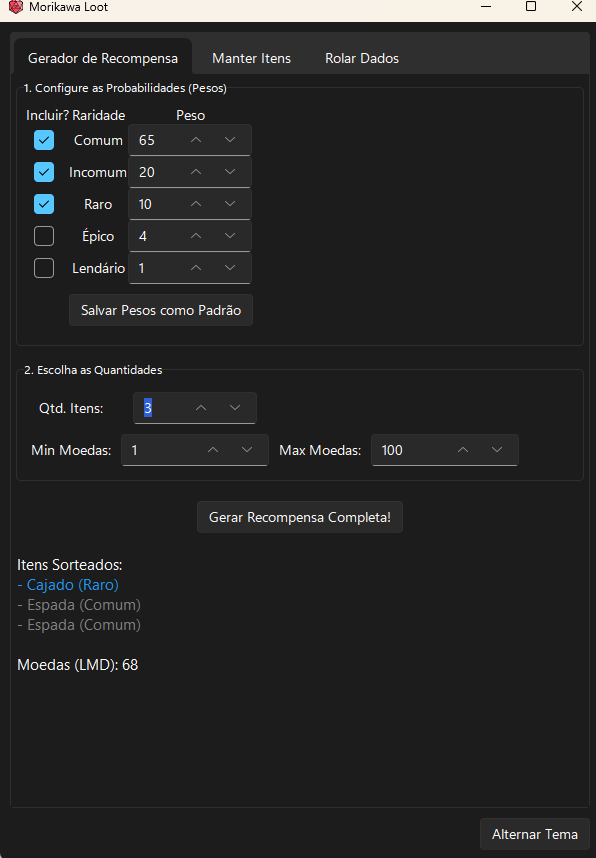 Morikawa Loot
Gerador de Recompensa Manter Itens Rolar Dados
1. Configure as Probabilidades (Pesos)
Incluir? Raridade Peso
Comum 65
Incomum 20
Raro 10
Épico 4
Lendário 1
Salvar Pesos como Padrão
2. Escolha as Quantidades
Qtd. Itens: 3
Min Moedas: 1 Max Moedas: 100
Gerar Recompensa Completa!
Itens Sorteados:
- Cajado (Raro)
- Espada (Comum)
- Espada (Comum)
Moedas (LMD): 68
Alternar Tema